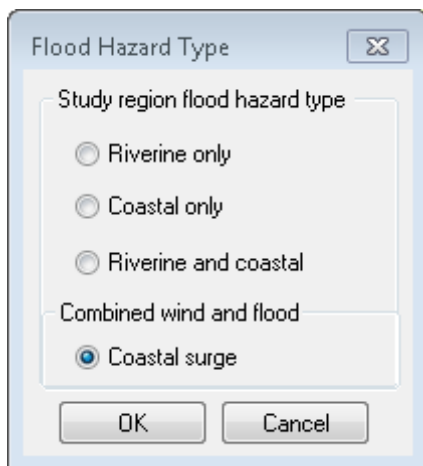 Flood Hazard Type
Study region flood hazard type
Riverine only
Coastal only
Riverine and coastal
Combined wind and flood
Coastal surge
OK Cancel